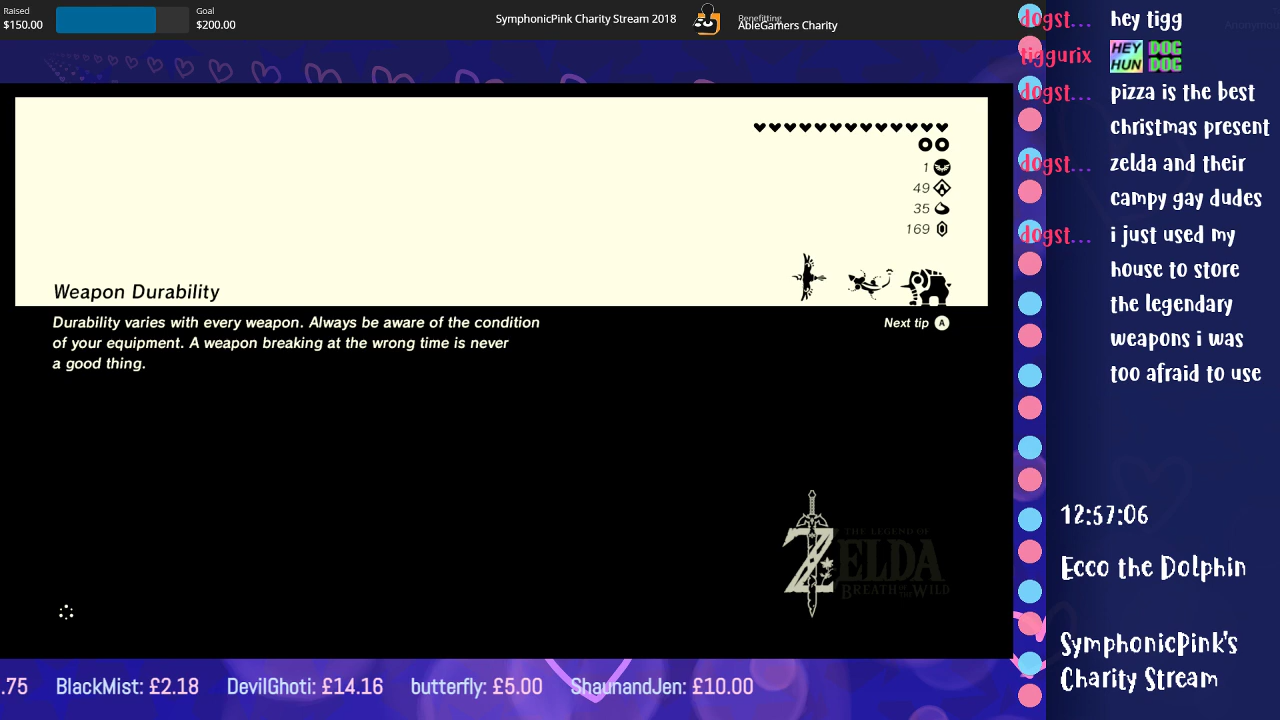 Raised
$150.00
Goal
$200.00
SymphonicPink Charity Stream 2018
Benefitting
AbleGamers Charity
1
49
35
169
Weapon Durability
Durability varies with every weapon. Always be aware of the condition
of your equipment. A weapon breaking at the wrong time is never
a good thing.
Next tip A
THE LEGEND OF
ZELDA
BREATH OF THE WILD
.75 BlackMist: £2.18 DevilGhoti: £14.16 butterfly: £5.00 ShaunandJen: £10.00
dogst... hey tigg
tiggurix HEY HUN DOG DOG
dogst... pizza is the best
christmas present
dogst... zelda and their
campy gay dudes
dogst... i just used my
house to store
the legendary
weapons i was
too afraid to use
12:57:06
Ecco the Dolphin
SymphonicPink's
Charity Stream